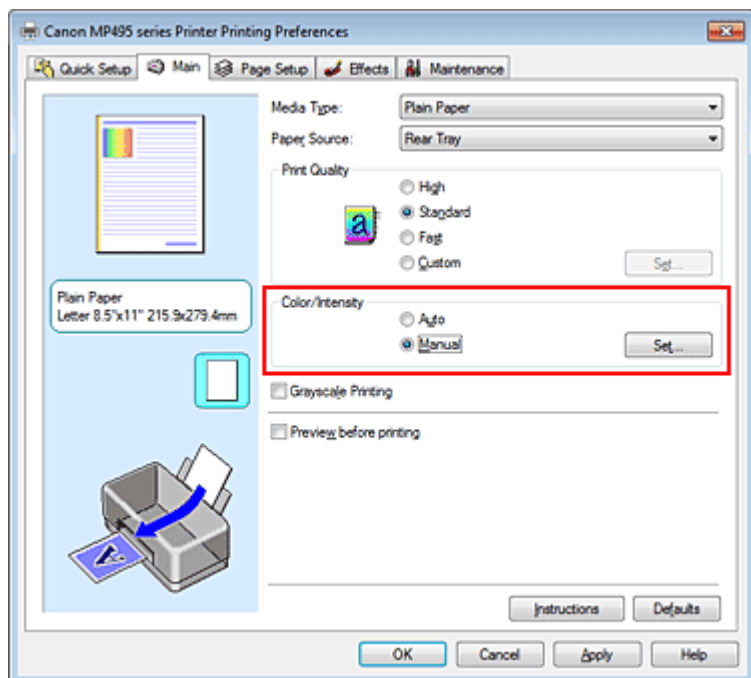 Canon MP495 series Printer Printing Preferences
Quick Setup
Main
Page Setup
Effects
Maintenance
Media Type:
Plain Paper
Paper Source:
Rear Tray
Print Quality
High
a
Standard
Fast
Custom
Set...
Plain Paper
Letter 8.5"x11" 215.9x279.4mm
Color/Intensity
Auto
Manual
Set...
Grayscale Printing
Preview before printing
A
Instructions
Defaults
OK
Cancel
Apply
Help